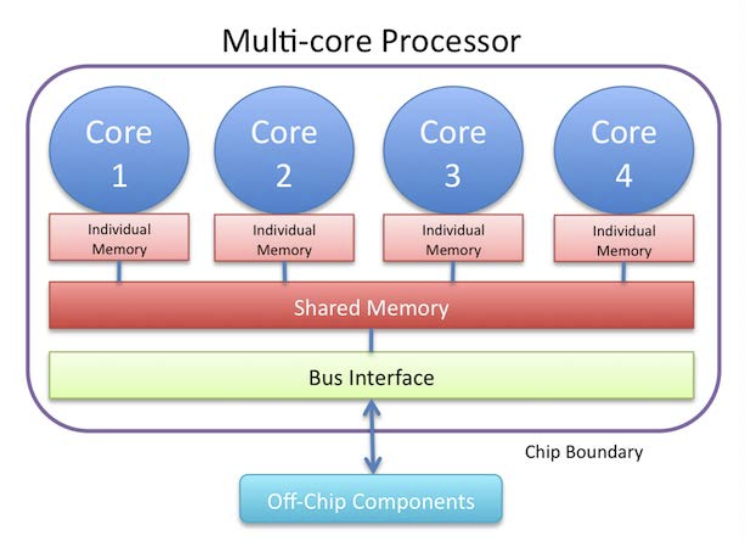 Multi-core Processor
Core
1
Core
2
Core
3
Core
4
Individual
Memory
Individual
Memory
Individual
Memory
Individual
Memory
Shared Memory
Bus Interface
Chip Boundary
Off-Chip Components